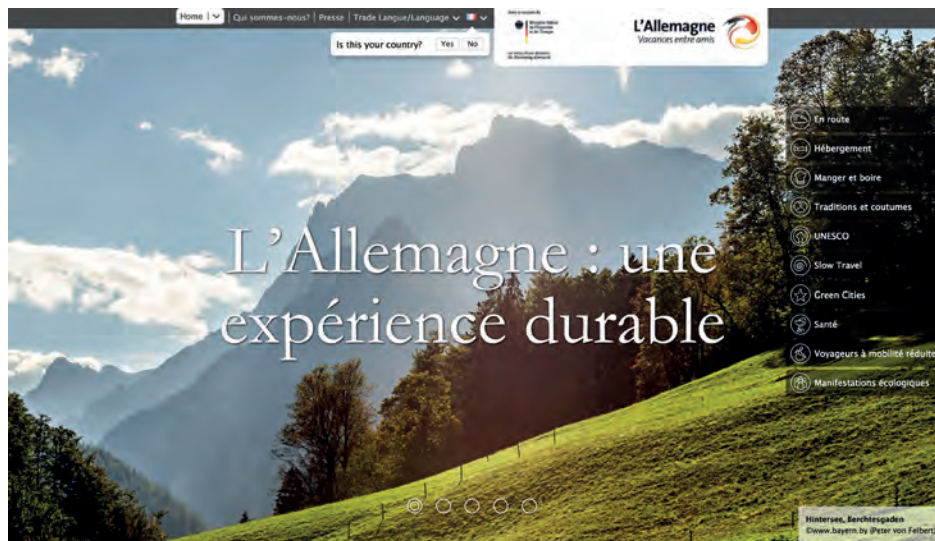 Home | Qui sommes-nous? | Presse | Trade Langue/Language
Is this your country? Yes No
L'Allemagne
Vacances entre amis
En route
Hébergement
Manger et boire
Traditions et coutumes
UNESCO
Slow Travel
Green Cities
Santé
Voyageurs à mobilité réduite
Manifestations écologiques
L'Allemagne : une
expérience durable
Hintersee, Berchtesgaden
©www.bayern.by (Peter von Felbert)